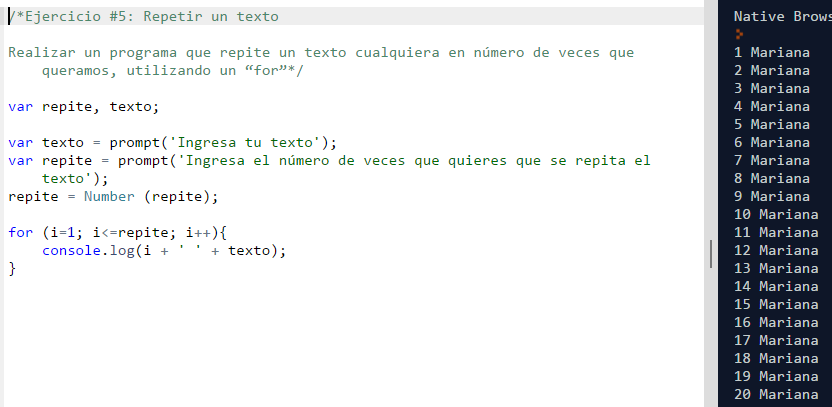 /*Ejercicio #5: Repetir un texto
Realizar un programa que repite un texto cualquiera en número de veces que
queramos, utilizando un “for”*/
var repite, texto;
var texto = prompt('Ingresa tu texto');
var repite = prompt('Ingresa el número de veces que quieres que se repita el
texto');
repite = Number (repite);
for (i=1; i<=repite; i++){
console.log(i + ' ' + texto);
}
Native Brows
1 Mariana
2 Mariana
3 Mariana
4 Mariana
5 Mariana
6 Mariana
7 Mariana
8 Mariana
9 Mariana
10 Mariana
11 Mariana
12 Mariana
13 Mariana
14 Mariana
15 Mariana
16 Mariana
17 Mariana
18 Mariana
19 Mariana
20 Mariana